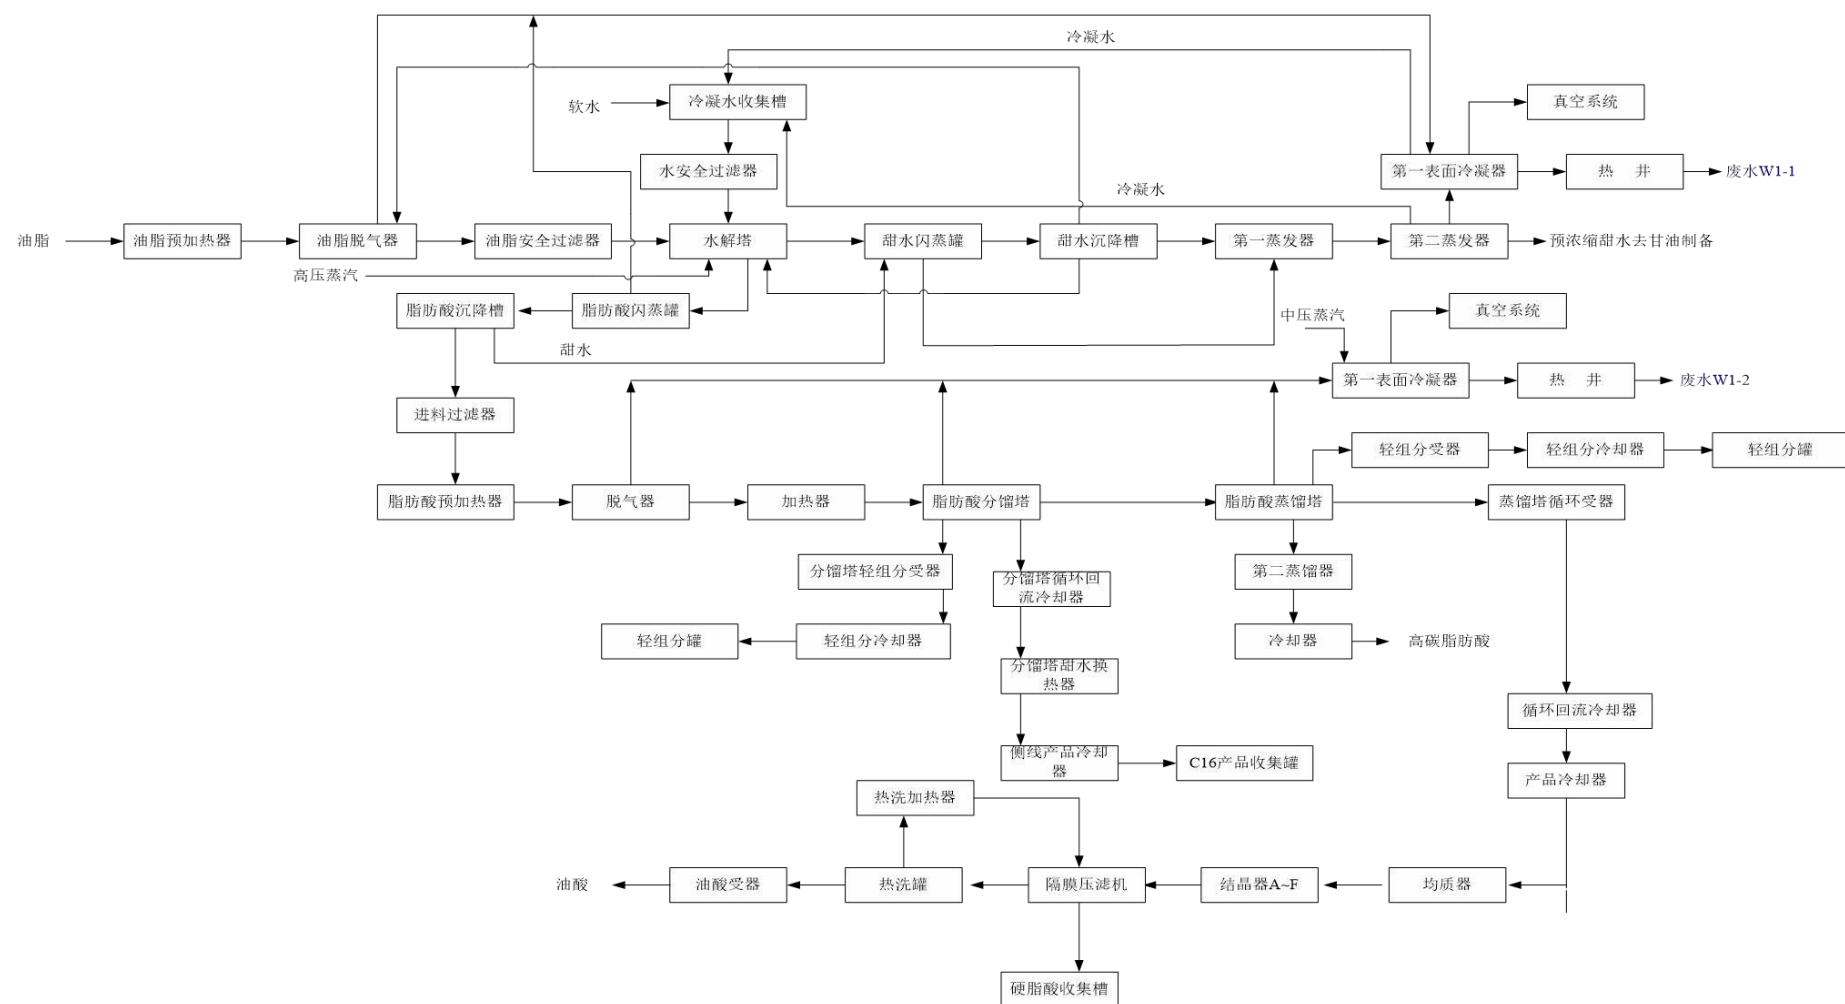 冷凝水
软水
冷凝水收集槽
真空系统
水安全过滤器
第一表面冷凝器
热 井
废水W1-1
冷凝水
油脂
油脂预加热器
油脂脱气器
油脂安全过滤器
水解塔
甜水闪蒸罐
甜水沉降槽
第一蒸发器
第二蒸发器
预浓缩甜水去甘油制备
高压蒸汽
脂肪酸沉降槽
脂肪酸闪蒸罐
中压蒸汽
真空系统
甜水
第一表面冷凝器
热 井
废水W1-2
进料过滤器
轻组分受器
轻组分冷却器
轻组分罐
脂肪酸预加热器
脱气器
加热器
脂肪酸分馏塔
脂肪酸蒸馏塔
蒸馏塔循环受器
分馏塔轻组分受器
分馏塔循环回
流冷却器
第二蒸馏器
轻组分罐
轻组分冷却器
冷却器
高碳脂肪酸
分馏塔甜水换
热器
循环回流冷却器
侧线产品冷却
器
C16产品收集罐
产品冷却器
热洗加热器
油酸
油酸受器
热洗罐
隔膜压滤机
结晶器A~F
均质器
硬脂酸收集槽